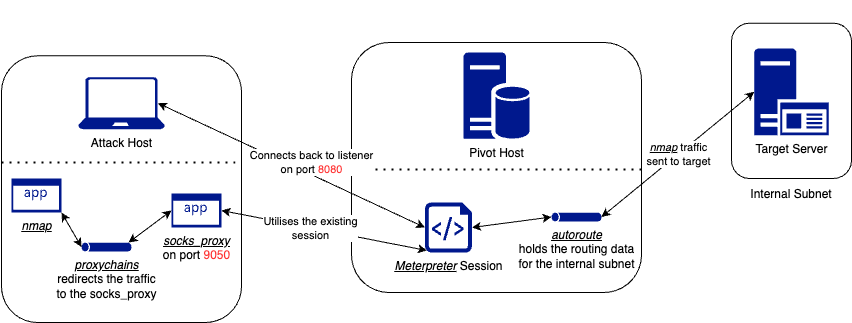 Attack Host
app
nmap
proxychains
redirects the traffic
to the socks_proxy
app
socks_proxy
on port 9050
Connects back to listener
on port 8080
Utilises the existing
session
Pivot Host
</>
Meterpreter Session
autoroute
holds the routing data
for the internal subnet
nmap traffic
sent to target
Target Server
Internal Subnet